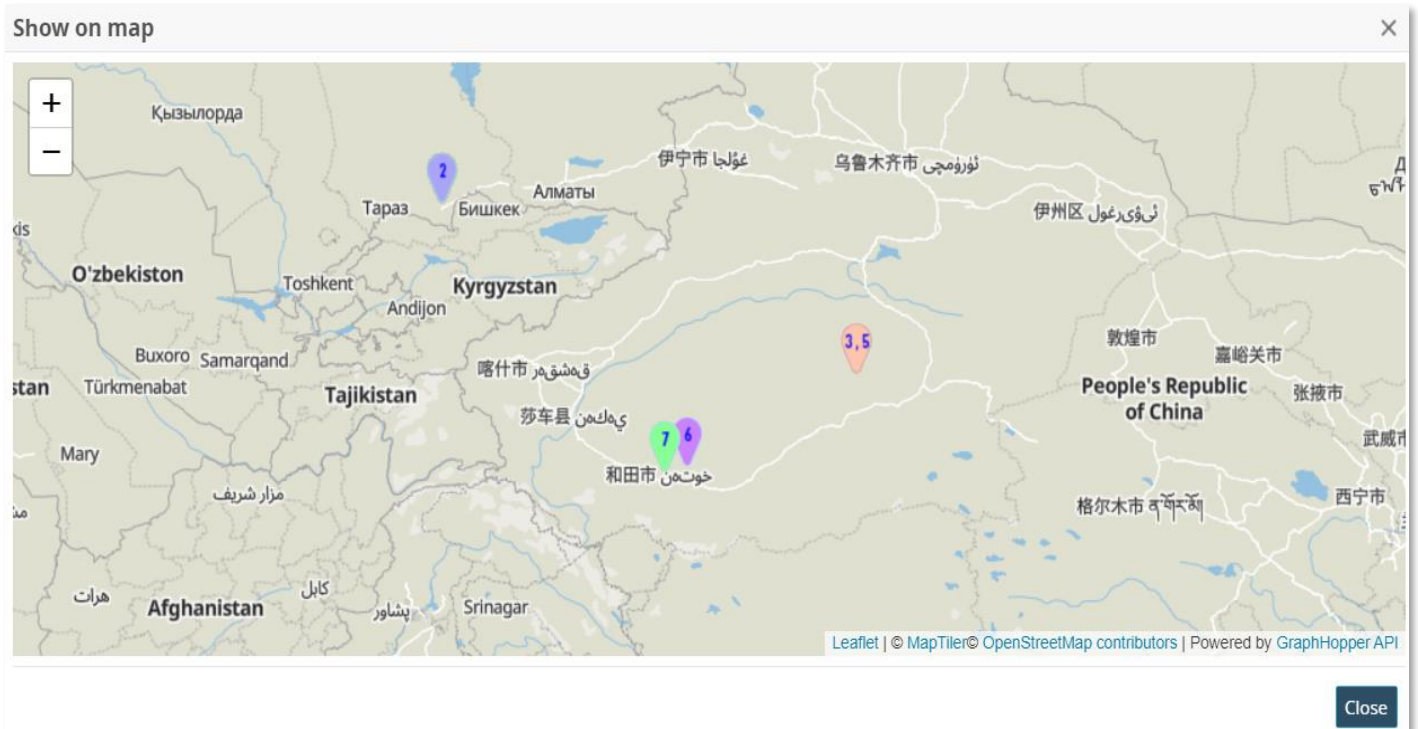 Show on map
×
+
−
Қызылорда
2
Тараз
Бишкек
Алматы
伊宁市 غۇلجا
乌鲁木齐市 ئۈرۈمچی
伊州区 ئىۋىرغول
O'zbekiston
Toshkent
Andijon
Kyrgyzstan
3,5
敦煌市
嘉峪关市
Buxoro
Samarqand
喀什市 قەشقەر
stan
Türkmenabat
Tajikistan
People's Republic
of China
张掖市
莎车县 يەكەن
7
6
武威市
Mary
和田市 خوتەن
مزار شریف
格尔木市
西宁市
هرات
Afghanistan
کابل
پشاور
Srinagar
Leaflet | © MapTiler© OpenStreetMap contributors | Powered by GraphHopper API
Close